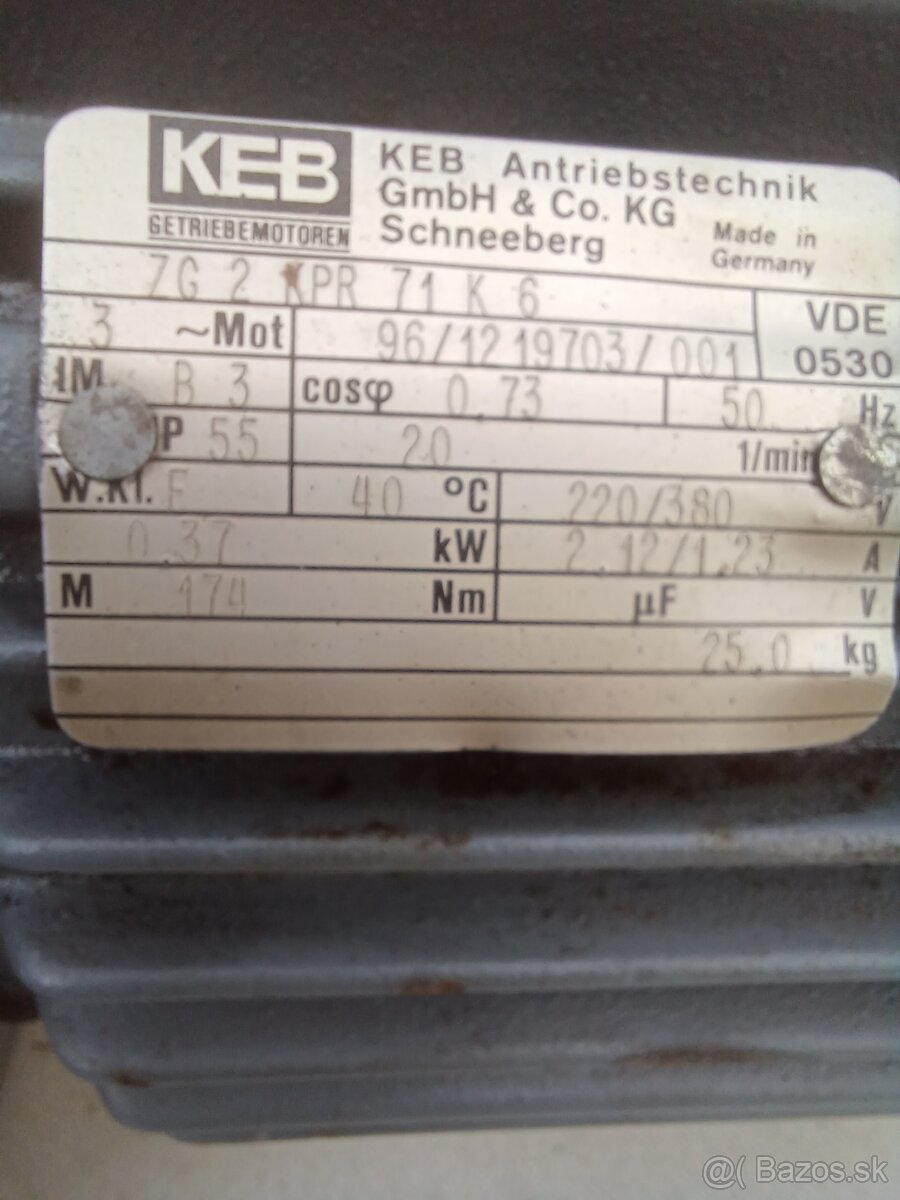 KEB
GETRIEBEMOTOREN
KEB Antriebstechnik
GmbH & Co. KG
Schneeberg
Made in
Germany
ZG 2 KPR 71 K 6
VDE
0530
3 ~Mot
96/1219703/001
IM B 3
cosφ 0.73
50 Hz
P 55
20 1/min
W.Kl. F
40 °C
220/380 V
0.37 kW
2.12/1.23 A
M 174 Nm
µF V
25.0 kg
@( Bazos.sk